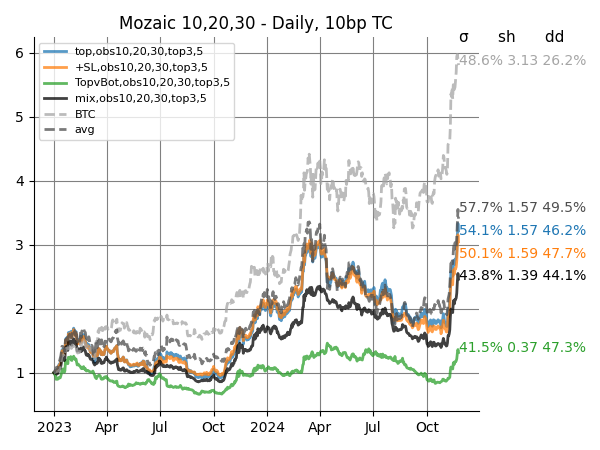 Mozaic 10,20,30 - Daily, 10bp TC
σ sh dd
48.6% 3.13 26.2%
top,obs10,20,30,top3,5
+SL,obs10,20,30,top3,5
TopvBot,obs10,20,30,top3,5
mix,obs10,20,30,top3,5
BTC
avg
57.7% 1.57 49.5%
54.1% 1.57 46.2%
50.1% 1.59 47.7%
43.8% 1.39 44.1%
41.5% 0.37 47.3%
6
5
4
3
2
1
2023 Apr Jul Oct 2024 Apr Jul Oct